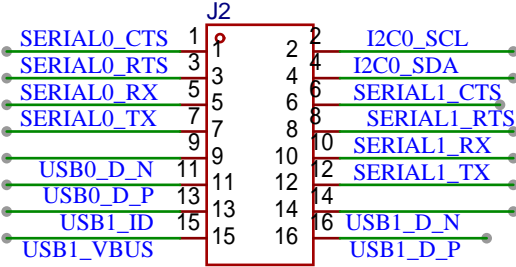 J2
SERIAL0_CTS 1 1 2 2 I2C0_SCL
SERIAL0_RTS 3 3 4 4 I2C0_SDA
SERIAL0_RX 5 5 6 6 SERIAL1_CTS
SERIAL0_TX 7 7 8 8 SERIAL1_RTS
9 9 10 10 SERIAL1_RX
USB0_D_N 11 11 12 12 SERIAL1_TX
USB0_D_P 13 13 14 14
USB1_ID 15 15 16 16 USB1_D_N
USB1_VBUS USB1_D_P